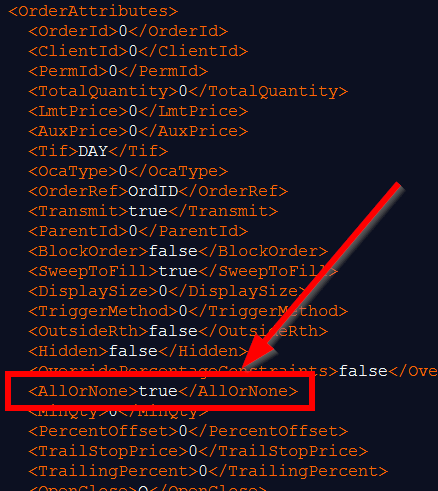 <OrderAttributes>
<OrderId>0</OrderId>
<ClientId>0</ClientId>
<PermId>0</PermId>
<TotalQuantity>0</TotalQuantity>
<LmtPrice>0</LmtPrice>
<AuxPrice>0</AuxPrice>
<Tif>DAY</Tif>
<OcaType>0</OcaType>
<OrderRef>OrdID</OrderRef>
<Transmit>true</Transmit>
<ParentId>0</ParentId>
<BlockOrder>false</BlockOrder>
<SweepToFill>true</SweepToFill>
<DisplaySize>0</DisplaySize>
<TriggerMethod>0</TriggerMethod>
<OutsideRth>false</OutsideRth>
<Hidden>false</Hidden>
<OverridePercentageConstraints>false</Ove
<AllOrNone>true</AllOrNone>
<MinQty>0</MinQty>
<PercentOffset>0</PercentOffset>
<TrailStopPrice>0</TrailStopPrice>
<TrailingPercent>0</TrailingPercent>
<OpenClose>O</OpenClose>